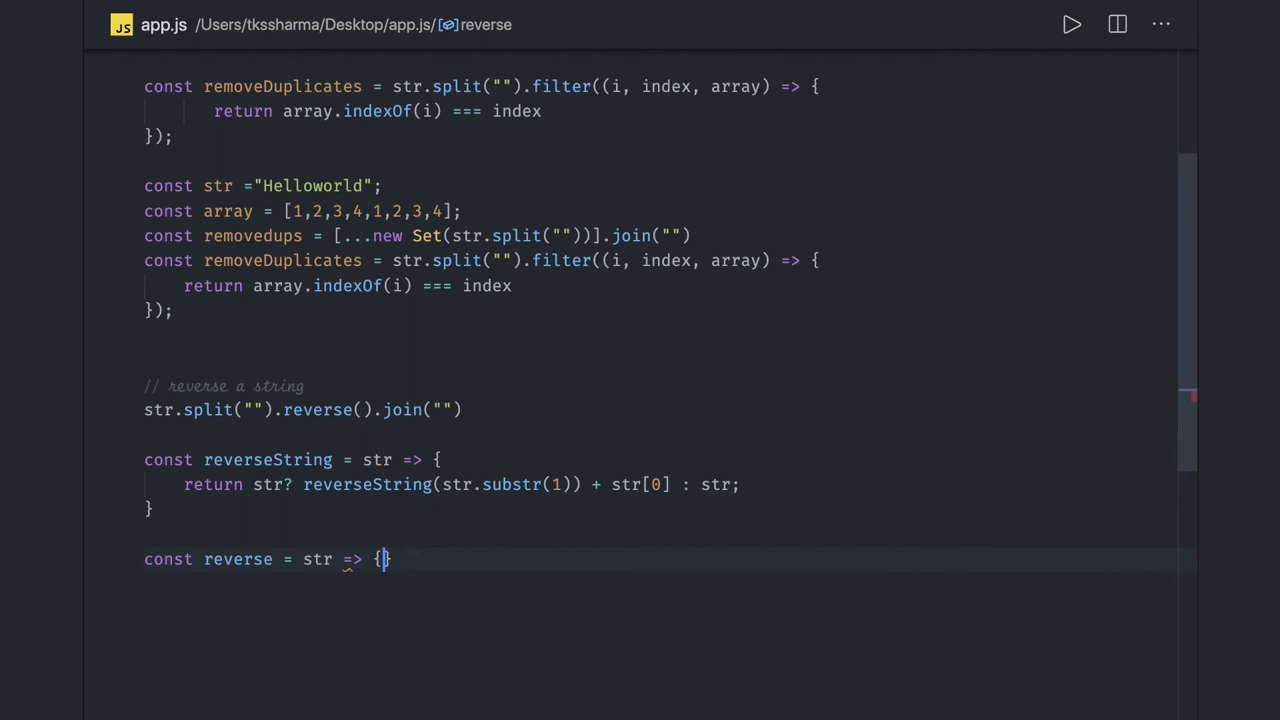 JS app.js /Users/tkssharma/Desktop/app.js/reverse
const removeDuplicates = str.split("").filter((i, index, array) => {
return array.indexOf(i) === index
});
const str ="Helloworld";
const array = [1,2,3,4,1,2,3,4];
const removedups = [...new Set(str.split(""))].join("")
const removeDuplicates = str.split("").filter((i, index, array) => {
return array.indexOf(i) === index
});
// reverse a string
str.split("").reverse().join("")
const reverseString = str => {
return str? reverseString(str.substr(1)) + str[0] : str;
}
const reverse = str => {}